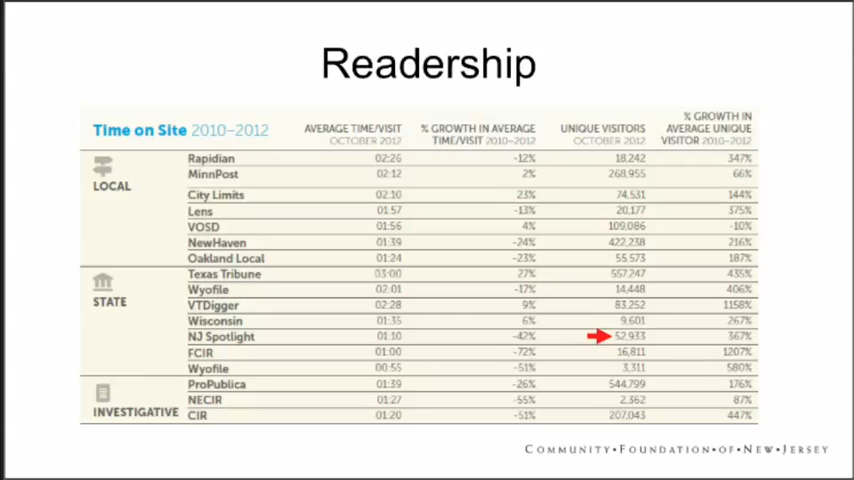 Readership
Time on Site 2010–2012 AVERAGE TIME/VISIT OCTOBER 2012 % GROWTH IN AVERAGE TIME/VISIT 2010–2012 UNIQUE VISITORS OCTOBER 2012 % GROWTH IN AVERAGE UNIQUE VISITOR 2010–2012
LOCAL
Rapidian 02:26 -12% 18,242 347%
MinnPost 02:12 2% 268,955 66%
City Limits 02:10 23% 74,531 144%
Lens 01:57 -13% 20,177 375%
VOSD 01:56 4% 109,086 -10%
NewHaven 01:39 -24% 422,238 216%
Oakland Local 01:24 -23% 55,573 187%
STATE
Texas Tribune 03:00 27% 557,247 435%
Wyofile 02:01 -17% 14,448 406%
VTDigger 02:28 9% 83,252 1158%
Wisconsin 01:35 6% 9,601 267%
NJ Spotlight 01:10 -42% 52,933 367%
FCIR 01:00 -72% 16,811 1207%
Wyofile 00:55 -51% 3,311 580%
INVESTIGATIVE
ProPublica 01:39 -26% 544,799 176%
NECIR 01:27 -55% 2,362 87%
CIR 01:20 -51% 207,043 447%
COMMUNITY•FOUNDATION•OF•NEW•JERSEY